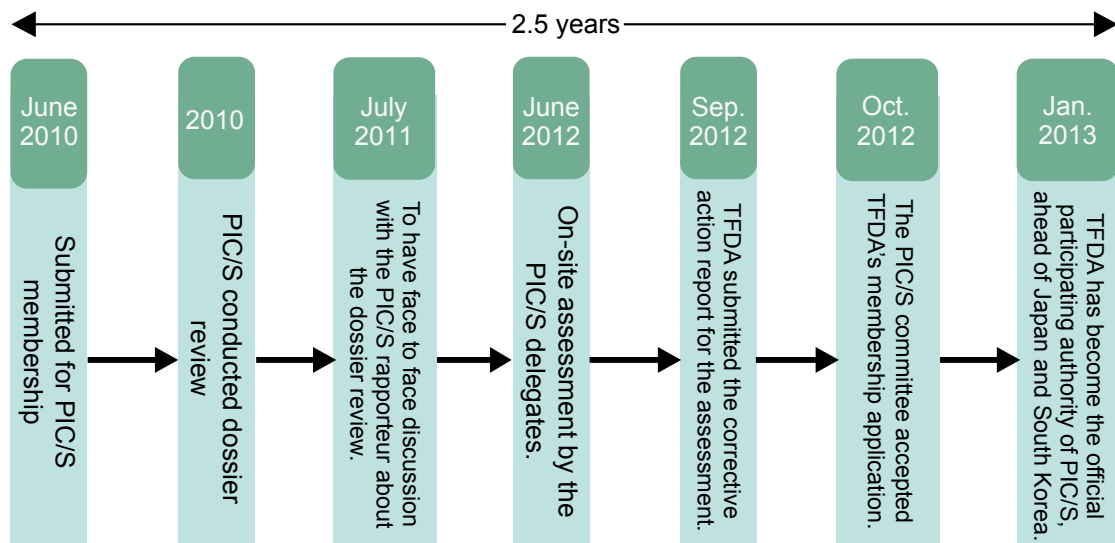 2.5 years
June
2010
Submitted for PIC/S
membership
2010
PIC/S conducted dossier
review
July
2011
To have face to face discussion
with the PIC/S rapporteur about
the dossier review.
June
2012
On-site assessment by the
PIC/S delegates.
Sep.
2012
TFDA submitted the corrective
action report for the assessment.
Oct.
2012
The PIC/S committee accepted
TFDA’s membership application.
Jan.
2013
TFDA has become the official
participating authority of PIC/S,
ahead of Japan and South Korea.